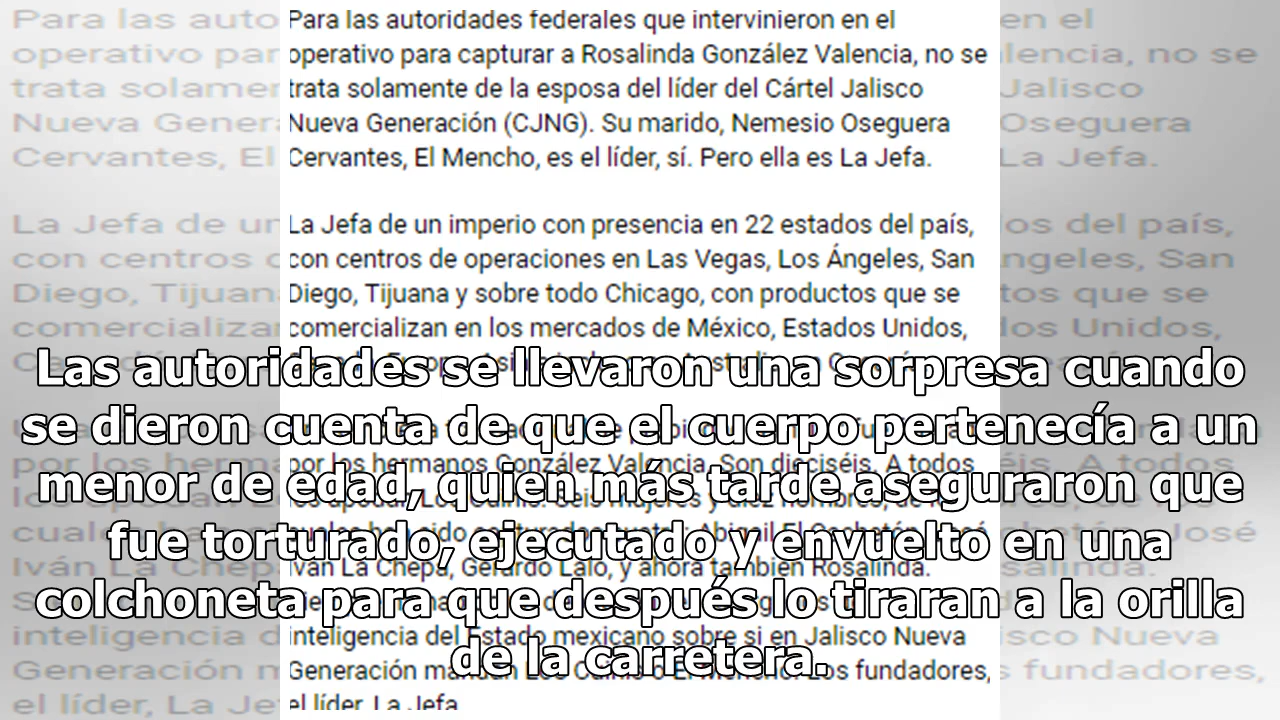 Para las autoridades federales que intervinieron en el
operativo para capturar a Rosalinda González Valencia, no se
trata solamente de la esposa del líder del Cártel Jalisco
Nueva Generación (CJNG). Su marido, Nemesio Oseguera
Cervantes, El Mencho, es el líder, sí. Pero ella es La Jefa.
La Jefa de un imperio con presencia en 22 estados del país,
con centros de operaciones en Las Vegas, Los Ángeles, San
Diego, Tijuana y sobre todo Chicago, con productos que se
comercializan en los mercados de México, Estados Unidos,
por los hermanos González Valencia. Son dieciséis. A todos
Iván La Chepa, Gerardo Lalo, y ahora también Rosalinda.
inteligencia del Estado mexicano sobre si en Jalisco Nueva
Generación mandan Los Cuinis o El Mencho. Los fundadores,
el líder, La Jefa
Las autoridades se llevaron una sorpresa cuando
se dieron cuenta de que el cuerpo pertenecía a un
menor de edad, quien más tarde aseguraron que
fue torturado, ejecutado y envuelto en una
colchoneta para que después lo tiraran a la orilla
de la carretera.